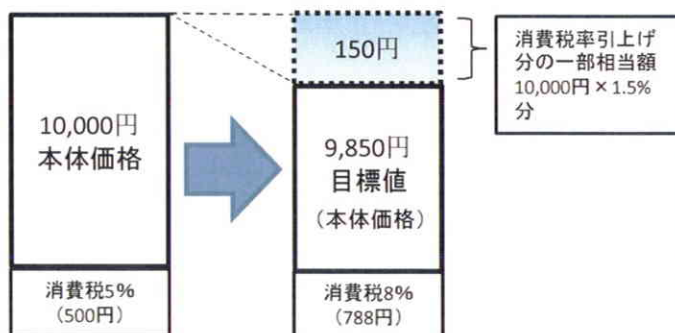 10,000円
本体価格
消費税5%
（500円）
150円
9,850円
目標値
（本体価格）
消費税8%
（788円）
消費税率引上げ
分の一部相当額
10,000円×1.5%
分